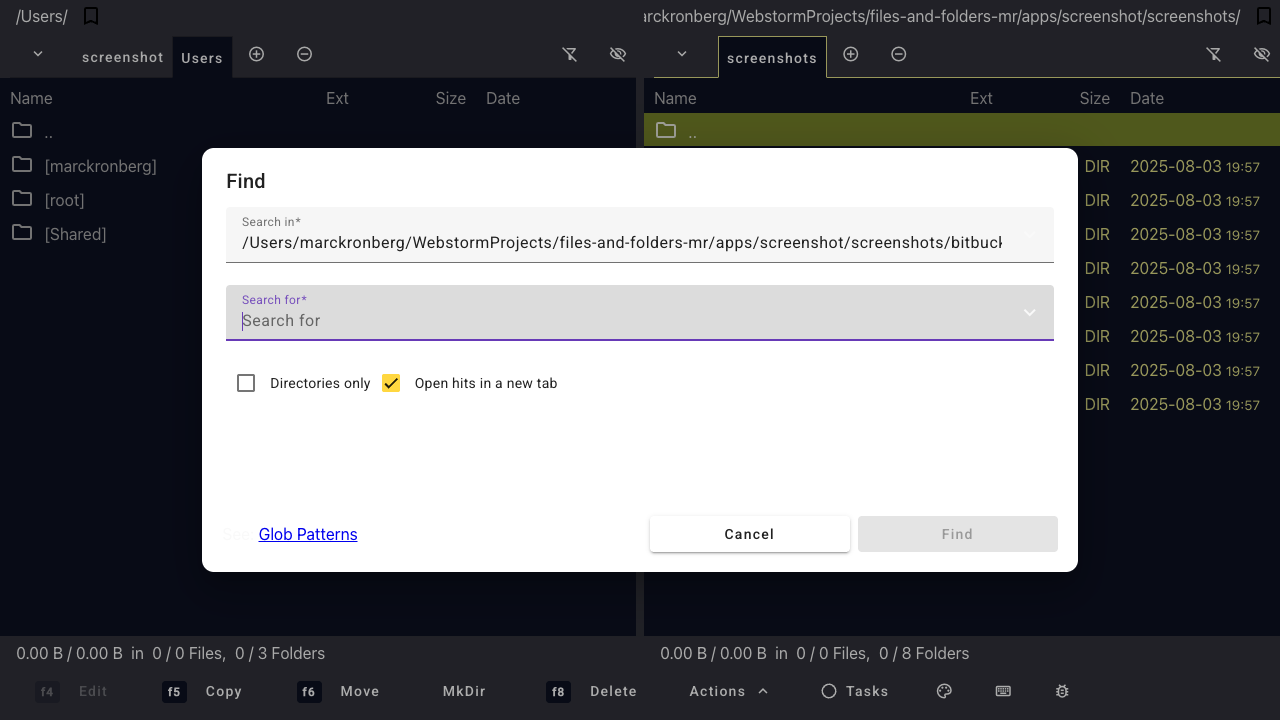 /Users/
arckronberg/WebstormProjects/files-and-folders-mr/apps/screenshot/screenshots/
screenshot Users
screenshots
Name Ext Size Date
Name Ext Size Date
..
[marckronberg]
[root]
[Shared]
..
DIR 2025-08-03 19:57
DIR 2025-08-03 19:57
DIR 2025-08-03 19:57
DIR 2025-08-03 19:57
DIR 2025-08-03 19:57
DIR 2025-08-03 19:57
DIR 2025-08-03 19:57
DIR 2025-08-03 19:57
Find
Search in*
/Users/marckronberg/WebstormProjects/files-and-folders-mr/apps/screenshot/screenshots/bitbuck
Search for*
Search for
Directories only Open hits in a new tab
See Glob Patterns
Cancel Find
0.00 B / 0.00 B in 0 / 0 Files, 0 / 3 Folders
0.00 B / 0.00 B in 0 / 0 Files, 0 / 8 Folders
f4 Edit f5 Copy f6 Move MkDir f8 Delete Actions Tasks